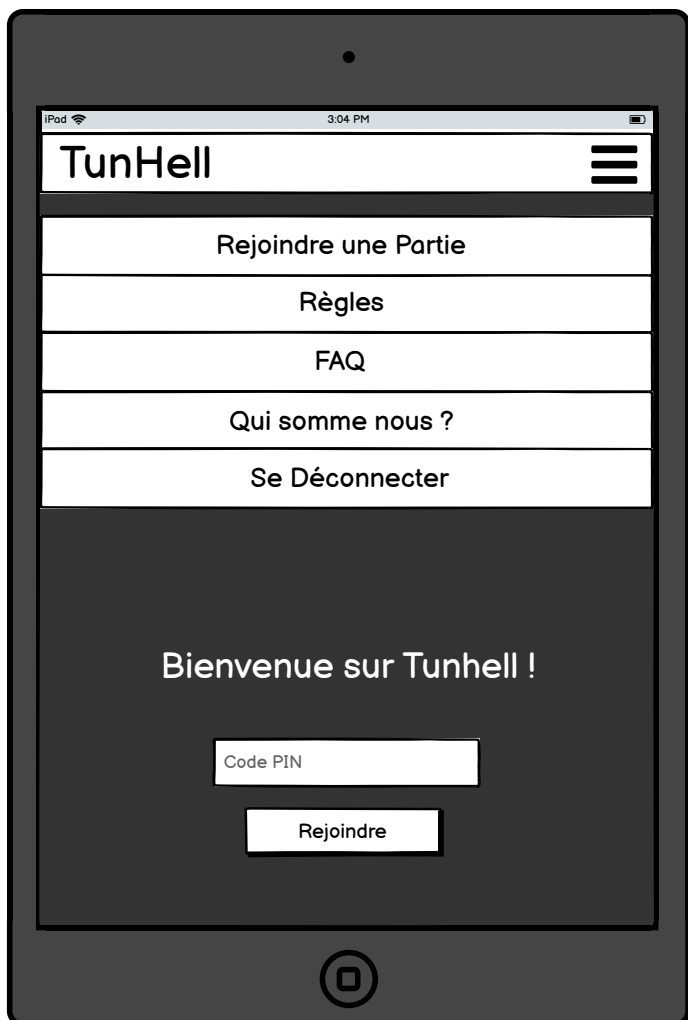 iPad 3:04 PM
TunHell
Rejoindre une Partie
Règles
FAQ
Qui somme nous ?
Se Déconnecter
Bienvenue sur Tunhell !
Code PIN
Rejoindre